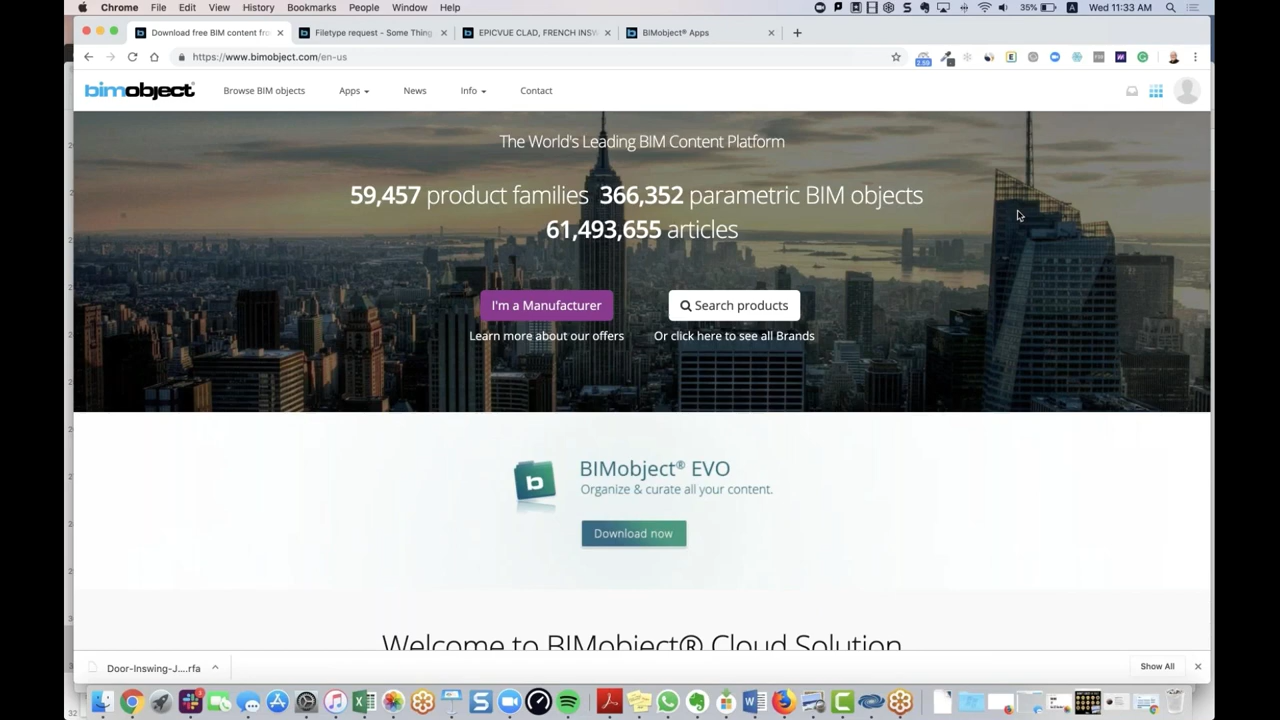 Chrome File Edit View History Bookmarks People Window Help 35% Wed 11:33 AM
Download free BIM content fro Filetype request - Some Thing EPICVUE CLAD, FRENCH INSW BIMobject® Apps
https://www.bimobject.com/en-us
bimobject® Browse BIM objects Apps News Info Contact
The World's Leading BIM Content Platform
59,457 product families 366,352 parametric BIM objects
61,493,655 articles
I'm a Manufacturer Search products
Learn more about our offers Or click here to see all Brands
BIMobject® EVO
Organize & curate all your content.
Download now
Welcome to BIMobject® Cloud Solution
Door-Inswing-J....rfa Show All